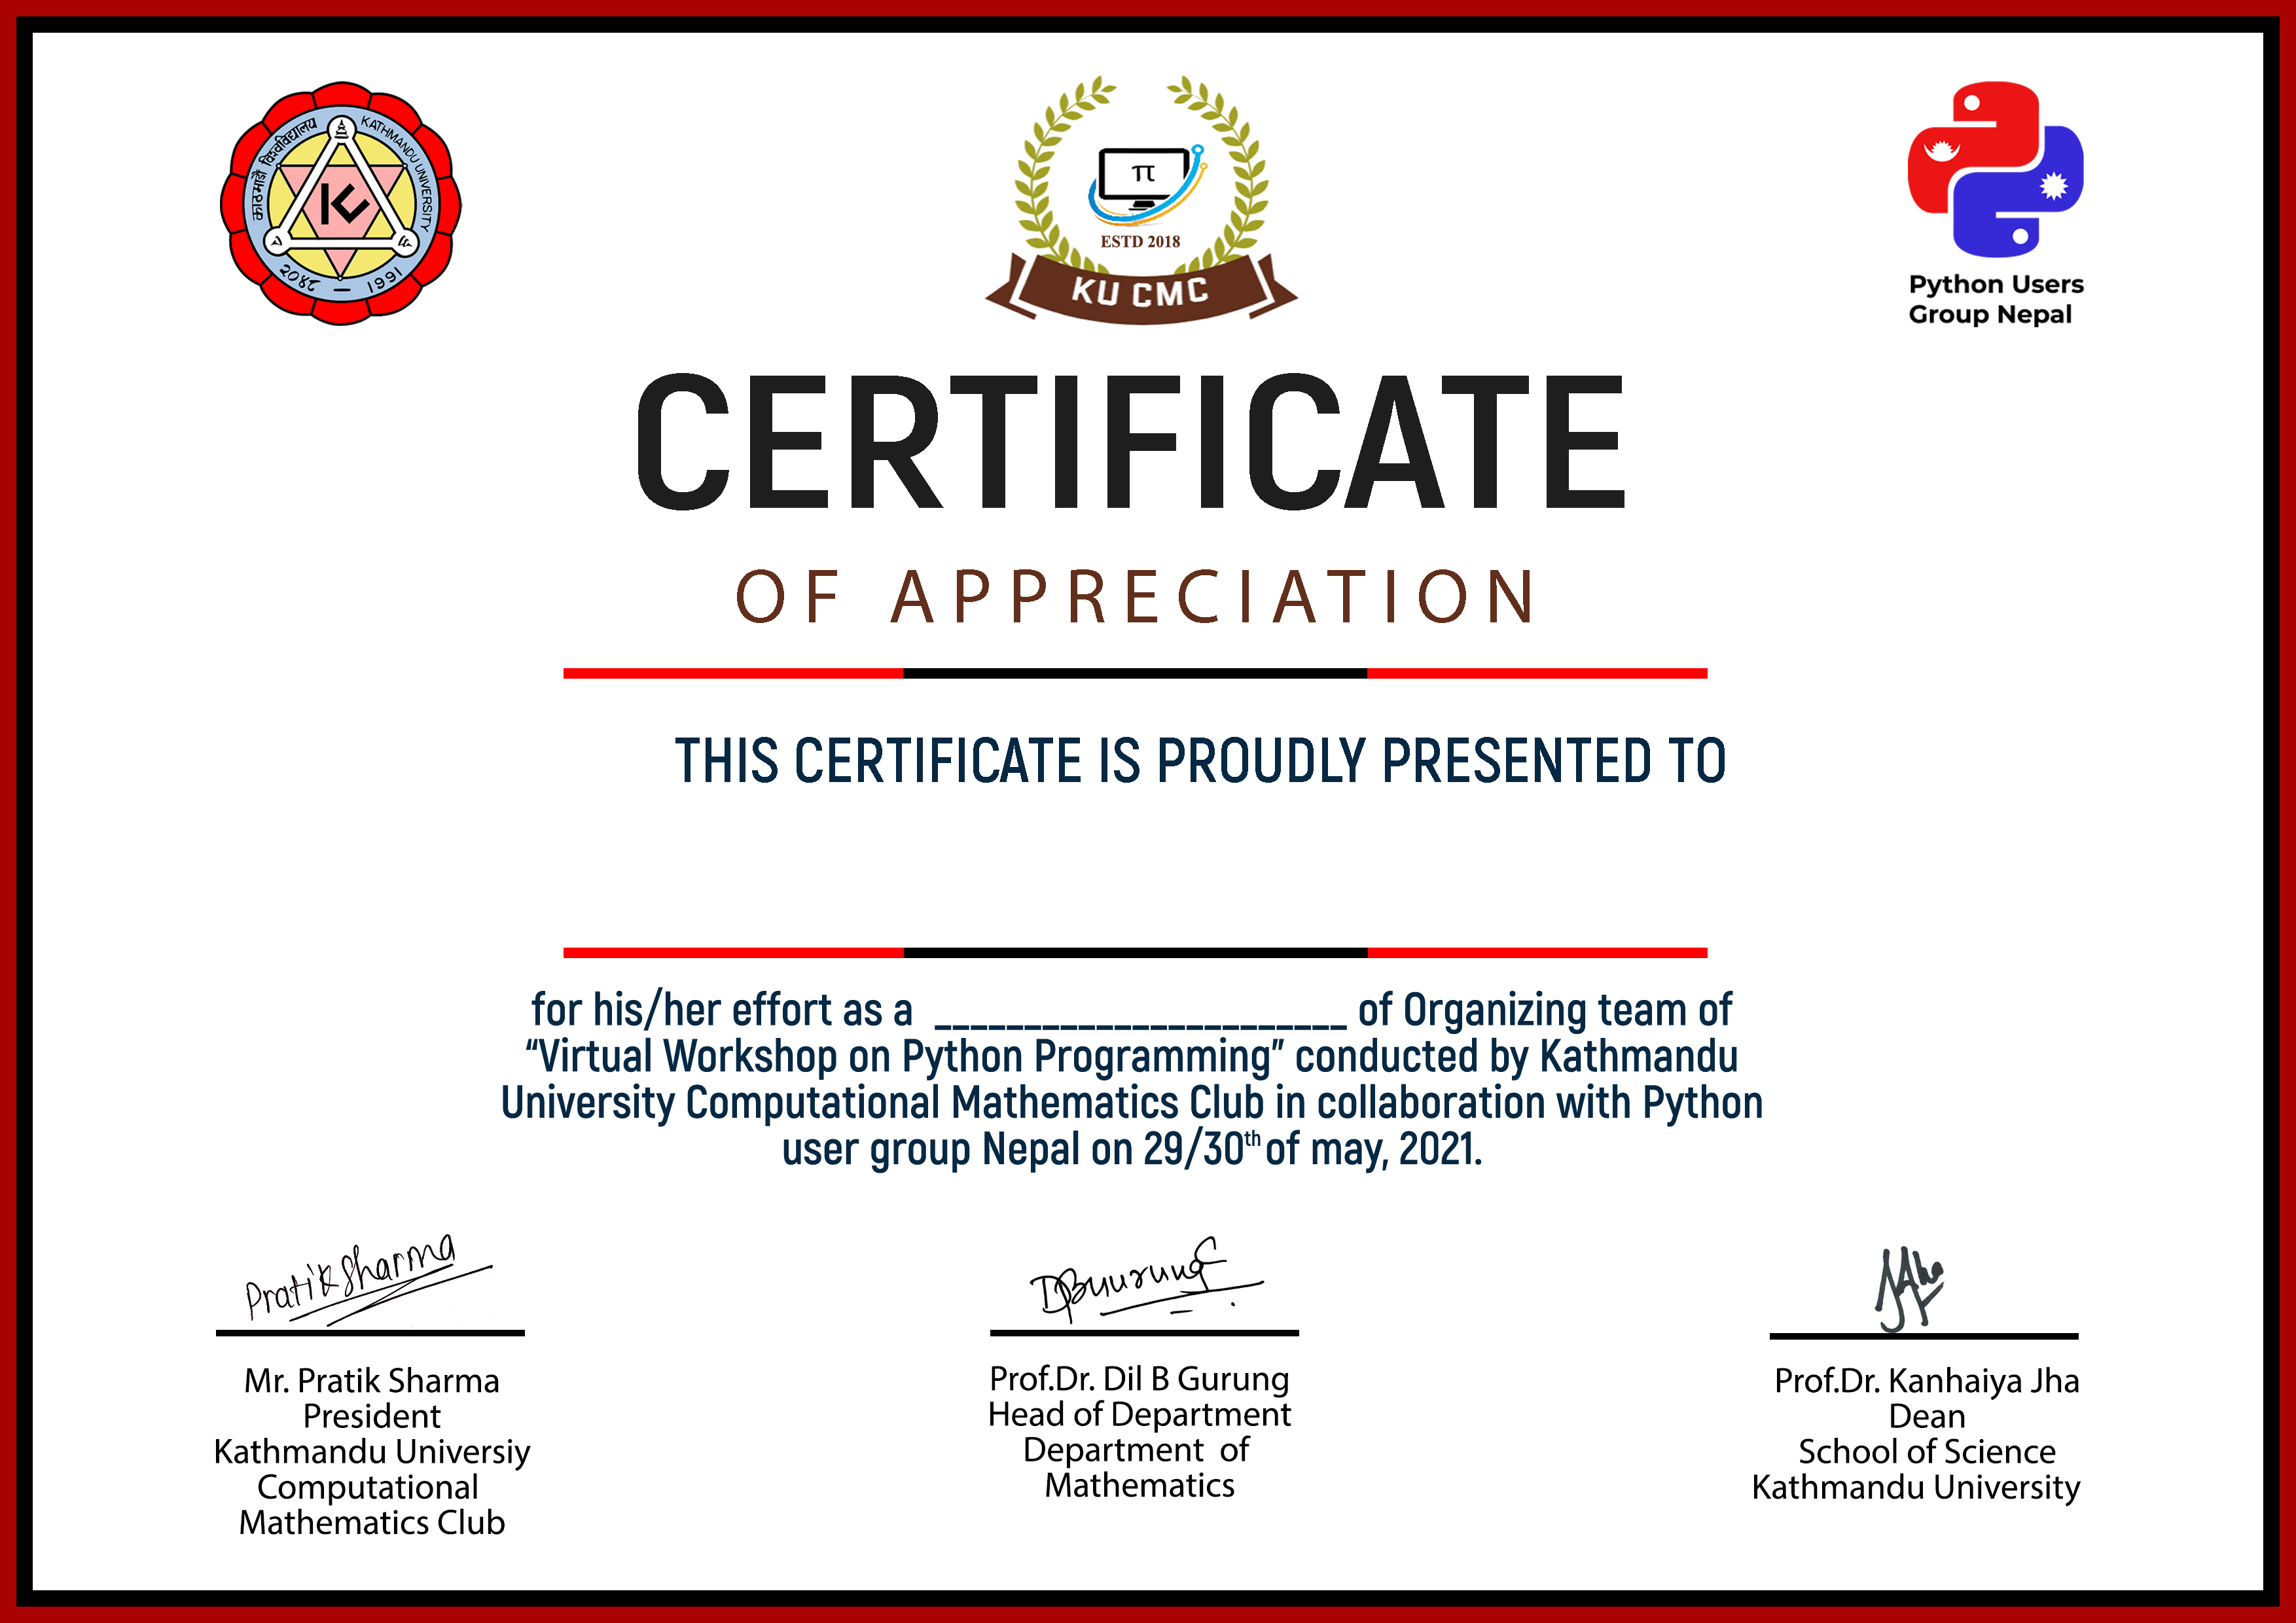 काठमाडौं विश्वविद्यालय
KATHMANDU UNIVERSITY
२०४८ — 1991
π
ESTD 2018
KU CMC
Python Users
Group Nepal
CERTIFICATE
OF APPRECIATION
THIS CERTIFICATE IS PROUDLY PRESENTED TO
for his/her effort as a _______________________ of Organizing team of
“Virtual Workshop on Python Programming” conducted by Kathmandu
University Computational Mathematics Club in collaboration with Python
user group Nepal on 29/30th of may, 2021.
Pratik Sharma
DBGurung
Mr. Pratik Sharma
President
Kathmandu Universiy
Computational
Mathematics Club
Prof.Dr. Dil B Gurung
Head of Department
Department of
Mathematics
Prof.Dr. Kanhaiya Jha
Dean
School of Science
Kathmandu University